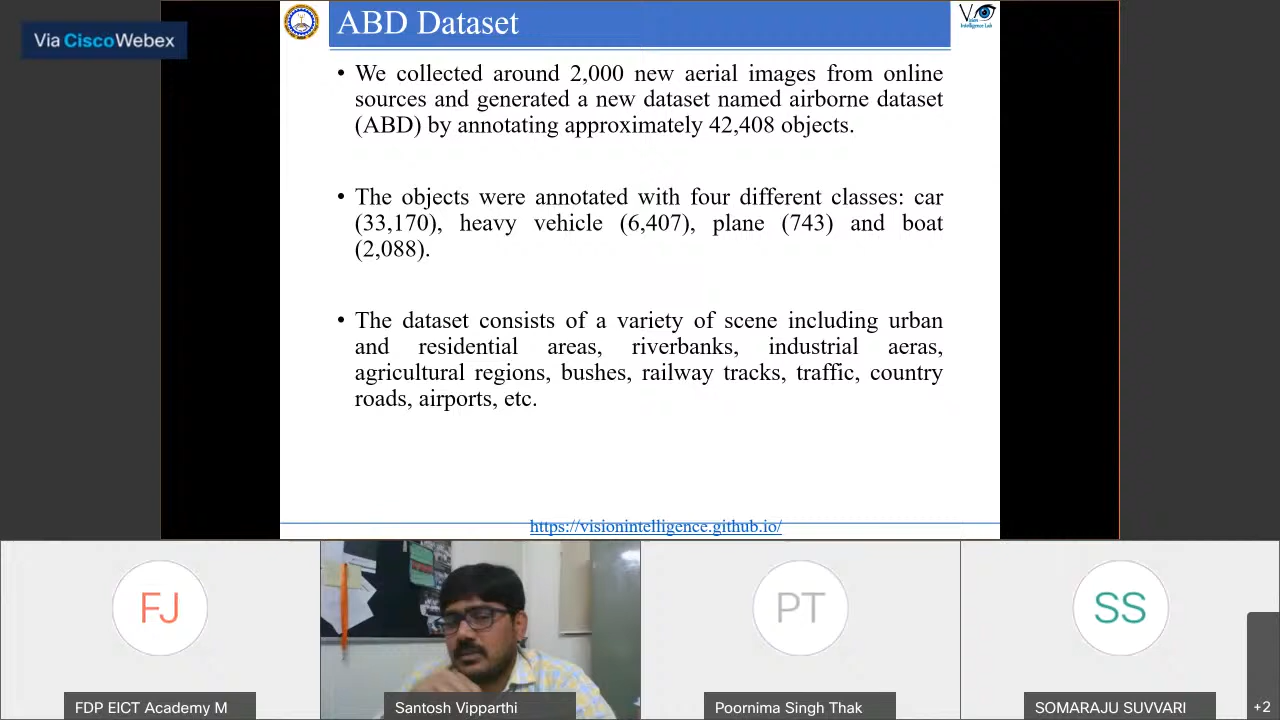 Via CiscoWebex
ABD Dataset
Vision
Intelligence Lab
• We collected around 2,000 new aerial images from online
sources and generated a new dataset named airborne dataset
(ABD) by annotating approximately 42,408 objects.
• The objects were annotated with four different classes: car
(33,170), heavy vehicle (6,407), plane (743) and boat
(2,088).
• The dataset consists of a variety of scene including urban
and residential areas, riverbanks, industrial aeras,
agricultural regions, bushes, railway tracks, traffic, country
roads, airports, etc.
https://visionintelligence.github.io/
FJ
PT
SS
FDP EICT Academy M
Santosh Vipparthi
Poornima Singh Thak
SOMARAJU SUVVARI
+2